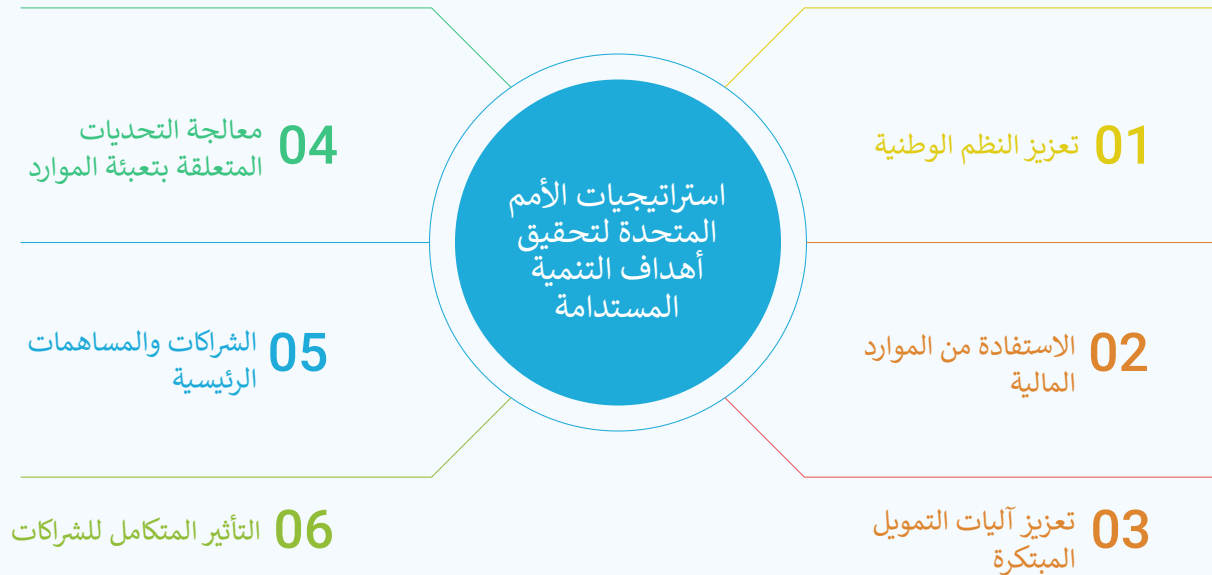 استراتيجيات الأمم
المتحدة لتحقيق
أهداف التنمية
المستدامة
01 تعزيز النظم الوطنية
02 الاستفادة من الموارد
المالية
03 تعزيز آليات التمويل
المبتكرة
04 معالجة التحديات
المتعلقة بتعبئة الموارد
05 الشراكات والمساهمات
الرئيسية
06 التأثير المتكامل للشراكات